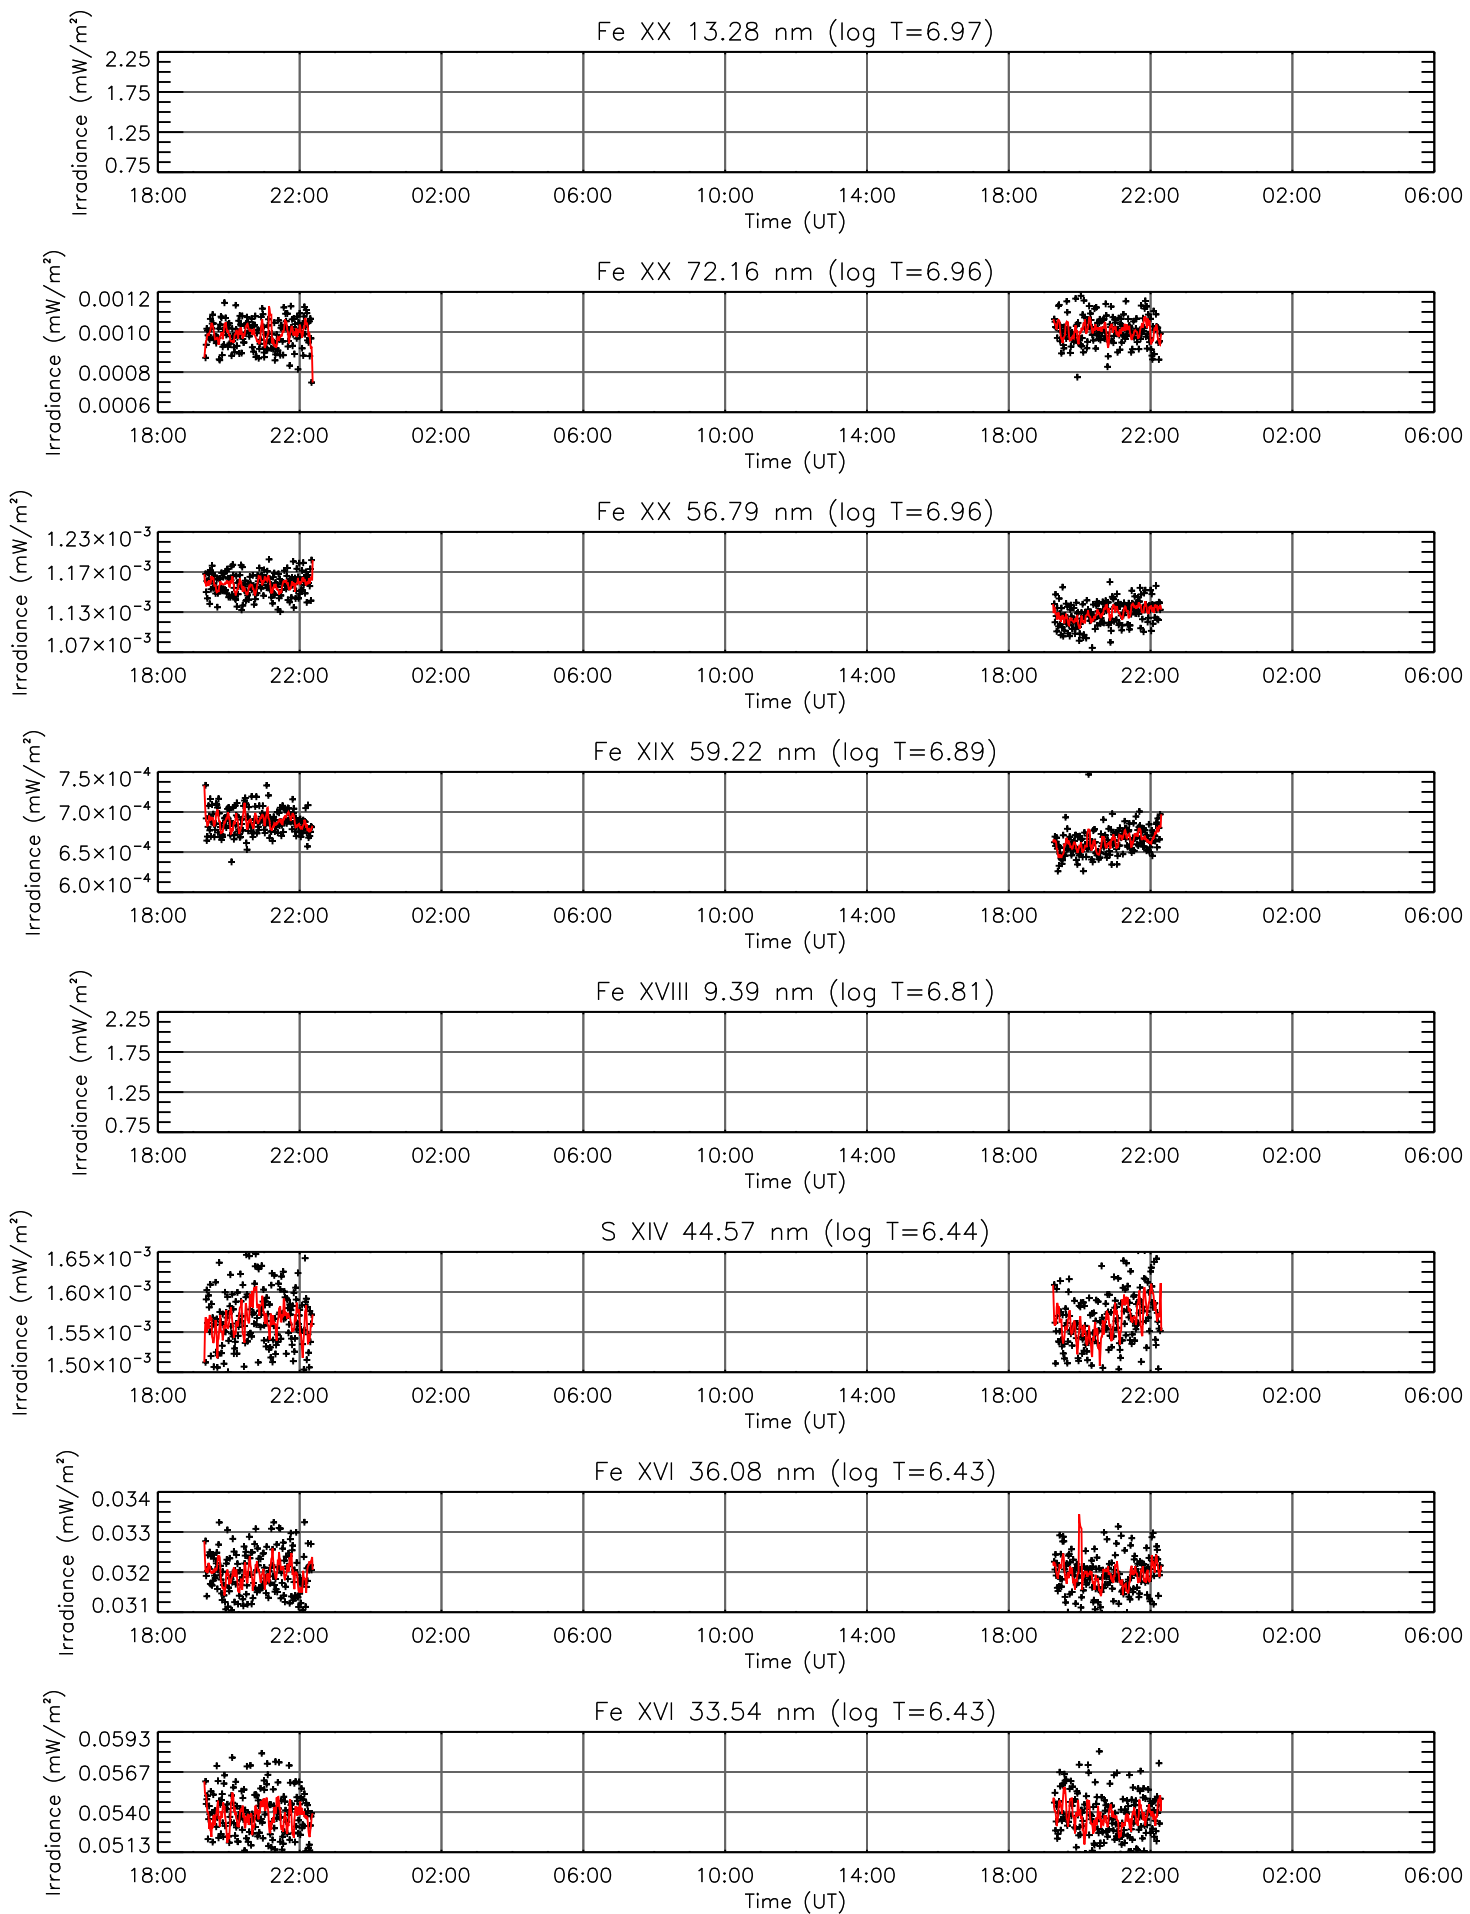 Fe XX 13.28 nm (log T=6.97)
Irradiance (mW/m²)
2.25
1.75
1.25
0.75
18:00 22:00 02:00 06:00 10:00 14:00 18:00 22:00 02:00 06:00
Time (UT)
Fe XX 72.16 nm (log T=6.96)
Irradiance (mW/m²)
0.0012
0.0010
0.0008
0.0006
18:00 22:00 02:00 06:00 10:00 14:00 18:00 22:00 02:00 06:00
Time (UT)
Fe XX 56.79 nm (log T=6.96)
Irradiance (mW/m²)
1.23×10⁻³
1.17×10⁻³
1.13×10⁻³
1.07×10⁻³
18:00 22:00 02:00 06:00 10:00 14:00 18:00 22:00 02:00 06:00
Time (UT)
Fe XIX 59.22 nm (log T=6.89)
Irradiance (mW/m²)
7.5×10⁻⁴
7.0×10⁻⁴
6.5×10⁻⁴
6.0×10⁻⁴
18:00 22:00 02:00 06:00 10:00 14:00 18:00 22:00 02:00 06:00
Time (UT)
Fe XVIII 9.39 nm (log T=6.81)
Irradiance (mW/m²)
2.25
1.75
1.25
0.75
18:00 22:00 02:00 06:00 10:00 14:00 18:00 22:00 02:00 06:00
Time (UT)
S XIV 44.57 nm (log T=6.44)
Irradiance (mW/m²)
1.65×10⁻³
1.60×10⁻³
1.55×10⁻³
1.50×10⁻³
18:00 22:00 02:00 06:00 10:00 14:00 18:00 22:00 02:00 06:00
Time (UT)
Fe XVI 36.08 nm (log T=6.43)
Irradiance (mW/m²)
0.034
0.033
0.032
0.031
18:00 22:00 02:00 06:00 10:00 14:00 18:00 22:00 02:00 06:00
Time (UT)
Fe XVI 33.54 nm (log T=6.43)
Irradiance (mW/m²)
0.0593
0.0567
0.0540
0.0513
18:00 22:00 02:00 06:00 10:00 14:00 18:00 22:00 02:00 06:00
Time (UT)